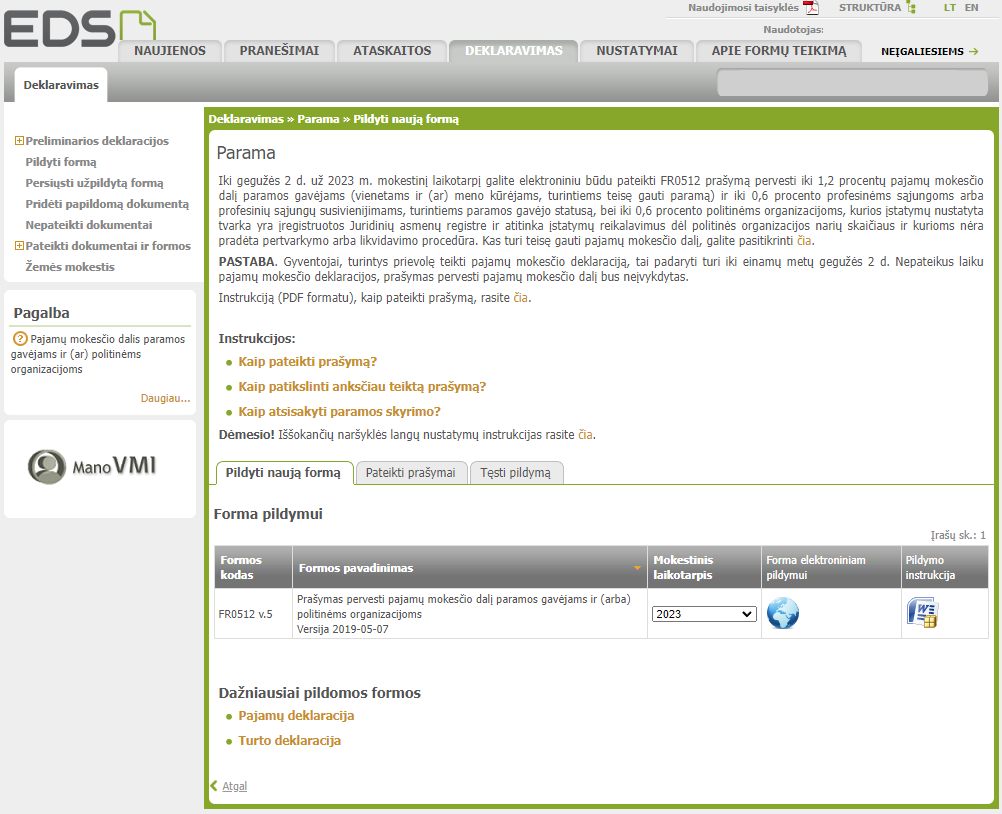 EDS
Naudojimosi taisyklės
STRUKTŪRA
LT EN
Naudotojas:
NAUJIENOS
PRANEŠIMAI
ATASKAITOS
DEKLARAVIMAS
NUSTATYMAI
APIE FORMŲ TEIKIMĄ
NEĮGALIESIEMS
Deklaravimas
Preliminarios deklaracijos
Pildyti formą
Persiųsti užpildytą formą
Pridėti papildomą dokumentą
Nepateikti dokumentai
Pateikti dokumentai ir formos
Žemės mokestis
Pagalba
? Pajamų mokesčio dalis paramos
gavėjams ir (ar) politinėms
organizacijoms
Daugiau...
Mano VMI
Deklaravimas » Parama » Pildyti naują formą
Parama
Iki gegužės 2 d. už 2023 m. mokestinį laikotarpį galite elektroniniu būdu pateikti FR0512 prašymą pervesti iki 1,2 procentų pajamų mokesčio
dalį paramos gavėjams (vienetams ir (ar) meno kūrėjams, turintiems teisę gauti paramą) ir iki 0,6 procento profesinėms sąjungoms arba
profesinių sąjungų susivienijimams, turintiems paramos gavėjo statusą, bei iki 0,6 procento politinėms organizacijoms, kurios įstatymų nustatyta
tvarka yra įregistruotos Juridinių asmenų registre ir atitinka įstatymų reikalavimus dėl politinės organizacijos narių skaičiaus ir kurioms nėra
pradėta pertvarkymo arba likvidavimo procedūra. Kas turi teisę gauti pajamų mokesčio dalį, galite pasitikrinti čia.
PASTABA. Gyventojai, turintys prievolę teikti pajamų mokesčio deklaraciją, tai padaryti turi iki einamų metų gegužės 2 d. Nepateikus laiku
pajamų mokesčio deklaracijos, prašymas pervesti pajamų mokesčio dalį bus neįvykdytas.
Instrukciją (PDF formatu), kaip pateikti prašymą, rasite čia.
Instrukcijos:
Kaip pateikti prašymą?
Kaip patikslinti anksčiau teiktą prašymą?
Kaip atsisakyti paramos skyrimo?
Dėmesio! Iššokančių naršyklės langų nustatymų instrukcijas rasite čia.
Pildyti naują formą
Pateikti prašymai
Tęsti pildymą
Forma pildymui
Įrašų sk.: 1
Formos
kodas
Formos pavadinimas
Mokestinis
laikotarpis
Forma elektroniniam
pildymui
Pildymo
instrukcija
FR0512 v.5
Prašymas pervesti pajamų mokesčio dalį paramos gavėjams ir (arba)
politinėms organizacijoms
Versija 2019-05-07
2023
Dažniausiai pildomos formos
Pajamų deklaracija
Turto deklaracija
Atgal